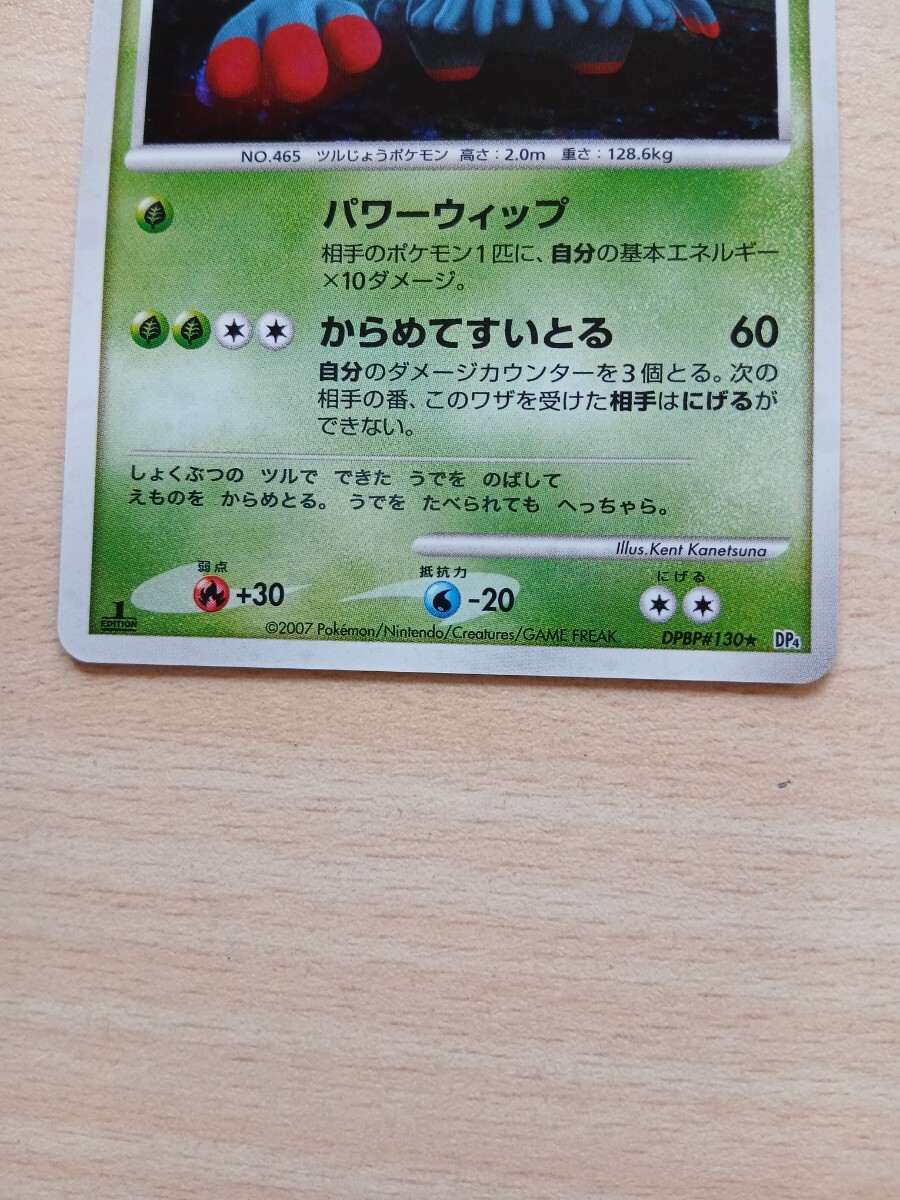 NO.465 ツルじょうポケモン 高さ:2.0m 重さ:128.6kg
パワーウィップ
相手のポケモン1匹に、自分の基本エネルギー
×10ダメージ。
からめてすいとる 60
自分のダメージカウンターを3個とる。次の
相手の番、このワザを受けた相手はにげるが
できない。
しょくぶつの ツルで できた うでを のばして
えものを からめとる。 うでを たべられても へっちゃら。
Illus.Kent Kanetsuna
弱点 抵抗力 にげる
+30 -20
1 EDITION
©2007 Pokémon/Nintendo/Creatures/GAME FREAK. DPBP#130★ DP4